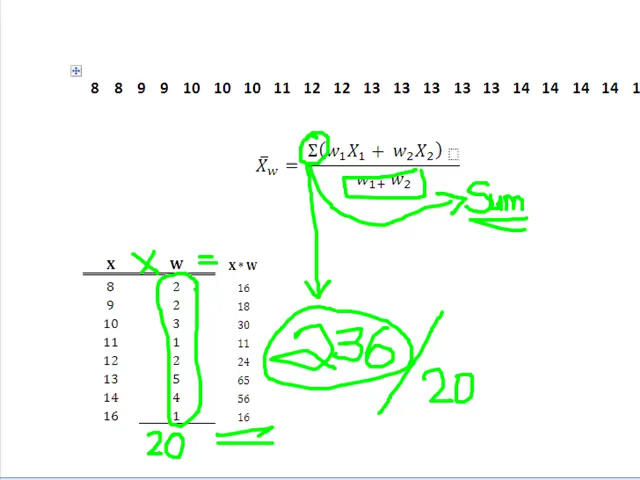 8 8 9 9 10 10 10 11 12 12 13 13 13 13 13 14 14 14 14 1
X̄w = Σ(w₁X₁ + w₂X₂)
w₁+ w₂
Sum
X X W = X * W
8 2 16
9 2 18
10 3 30
11 1 11
12 2 24
13 5 65
14 4 56
16 1 16
236/20
20